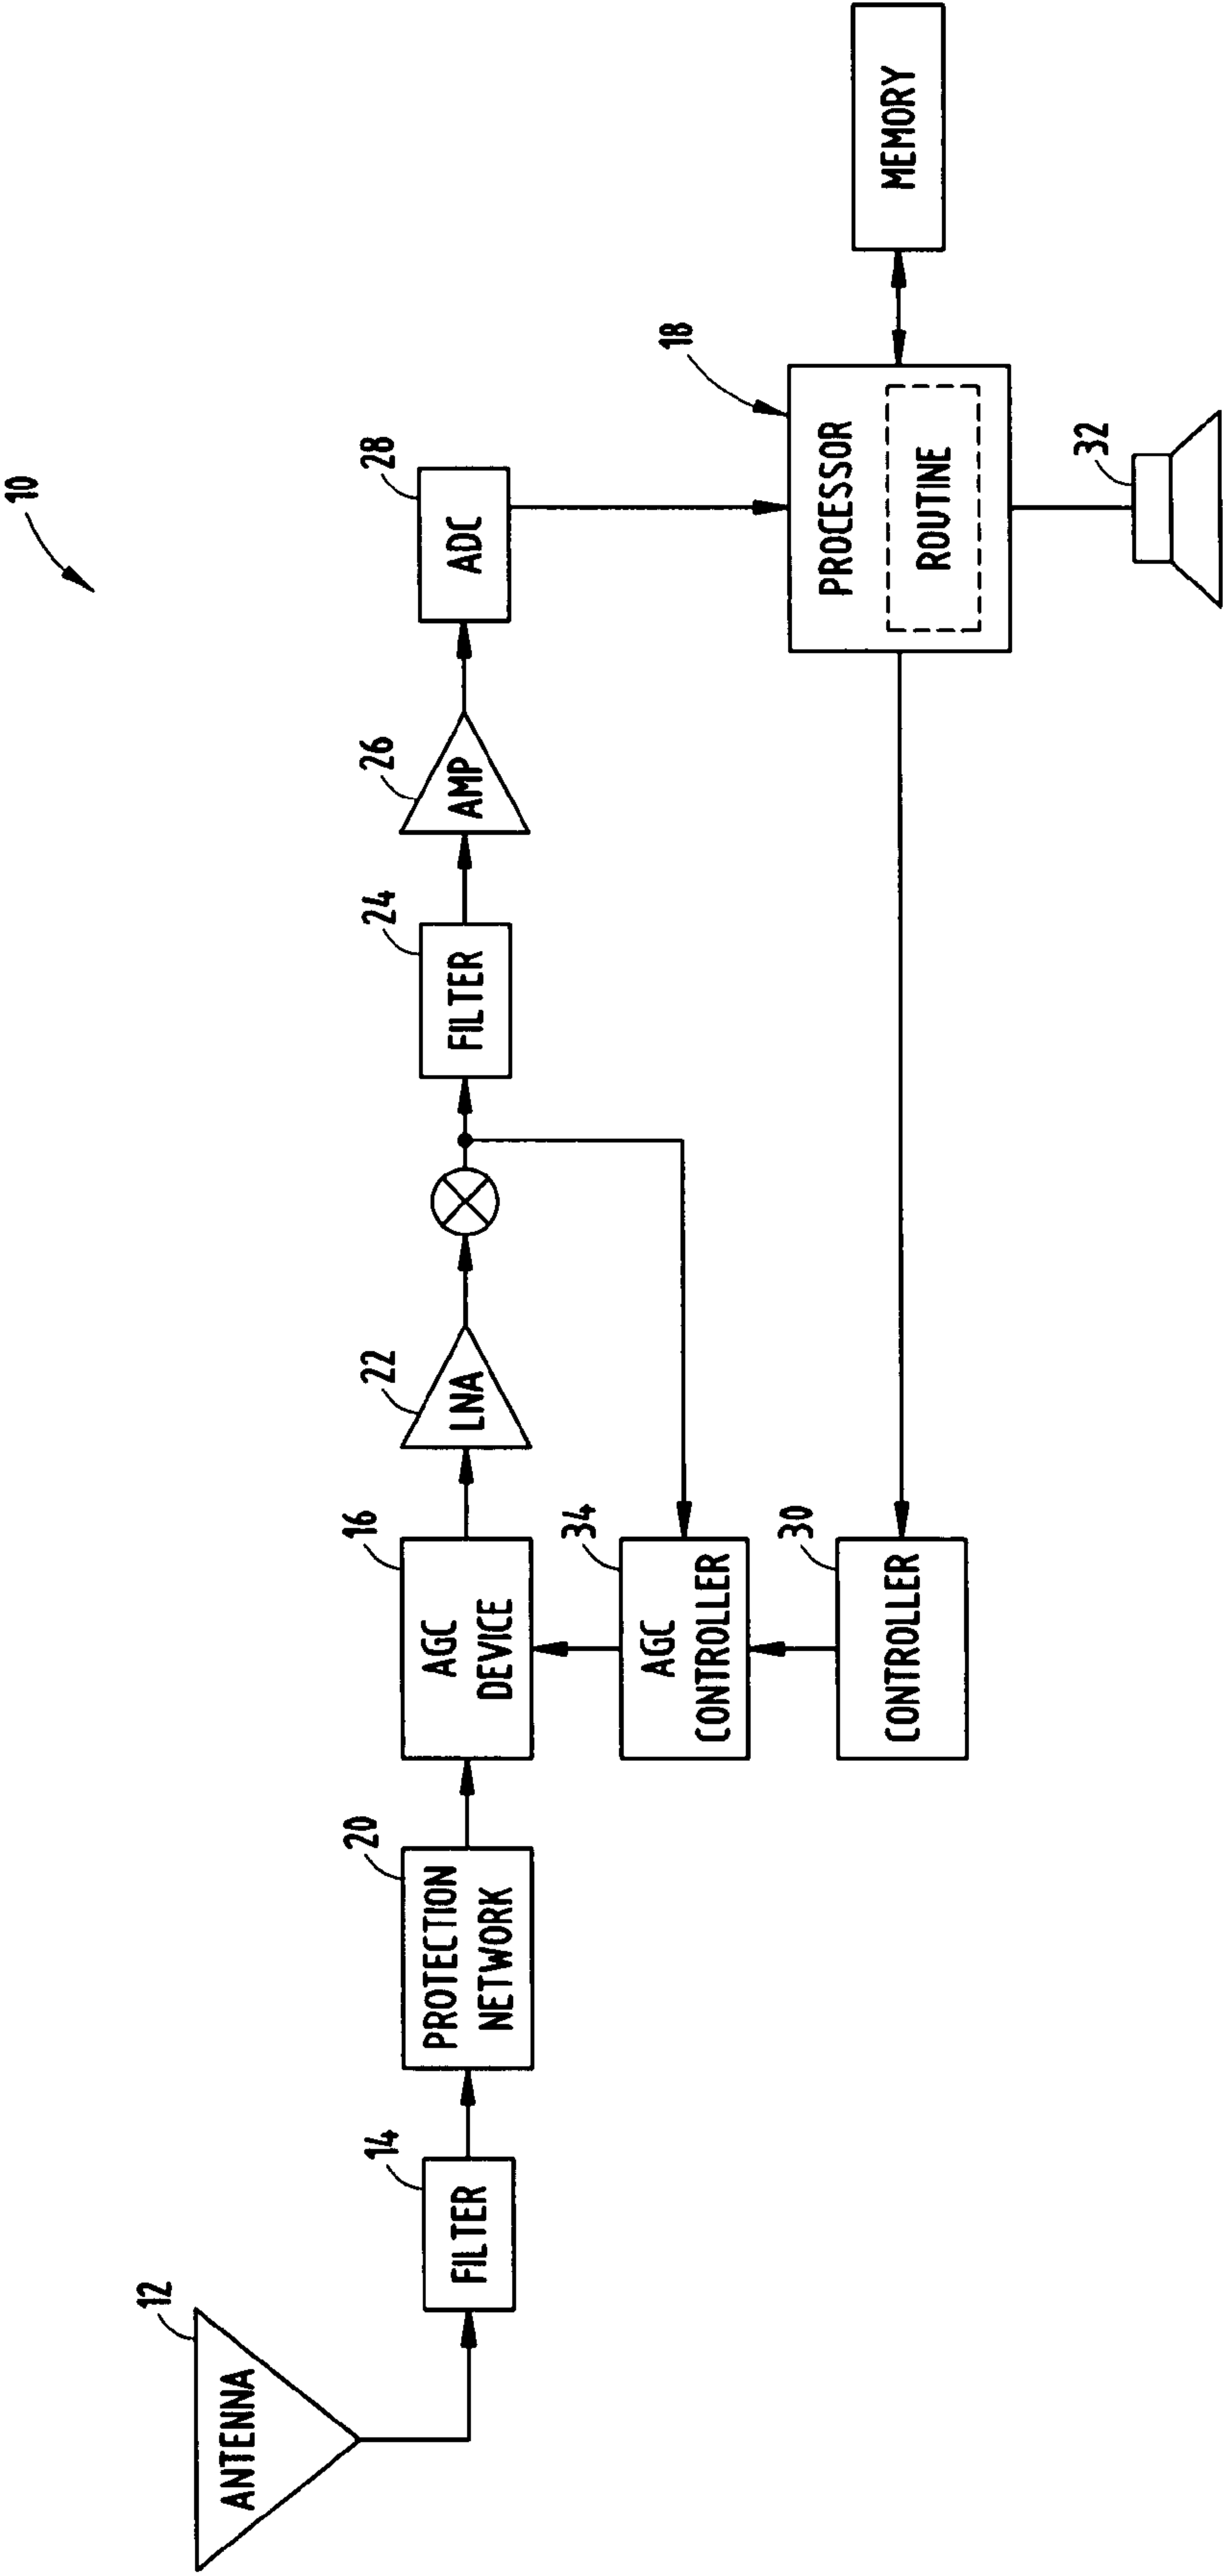 10
12
ANTENNA
14
FILTER
20
PROTECTION
NETWORK
16
AGC
DEVICE
22
LNA
24
FILTER
26
AMP
28
ADC
34
AGC
CONTROLLER
30
CONTROLLER
18
PROCESSOR
ROUTINE
MEMORY
32